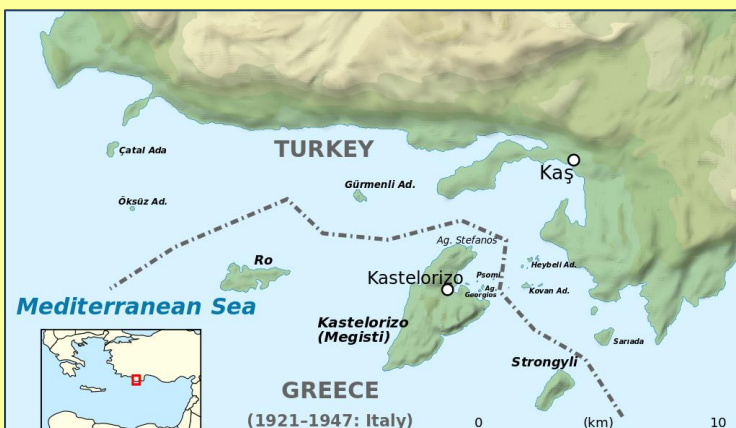 TURKEY
Çatal Ada
Kaş
Gürmenli Ad.
Öksüz Ad.
Ag. Stefanos
Ro
Heybeli Ad.
Psom.
Kastelorizo
Ag.
Georgios
Kovan Ad.
Mediterranean Sea
Kastelorizo
(Megisti)
Sarıada
Strongyli
GREECE
(1921–1947: Italy)
0 (km) 10